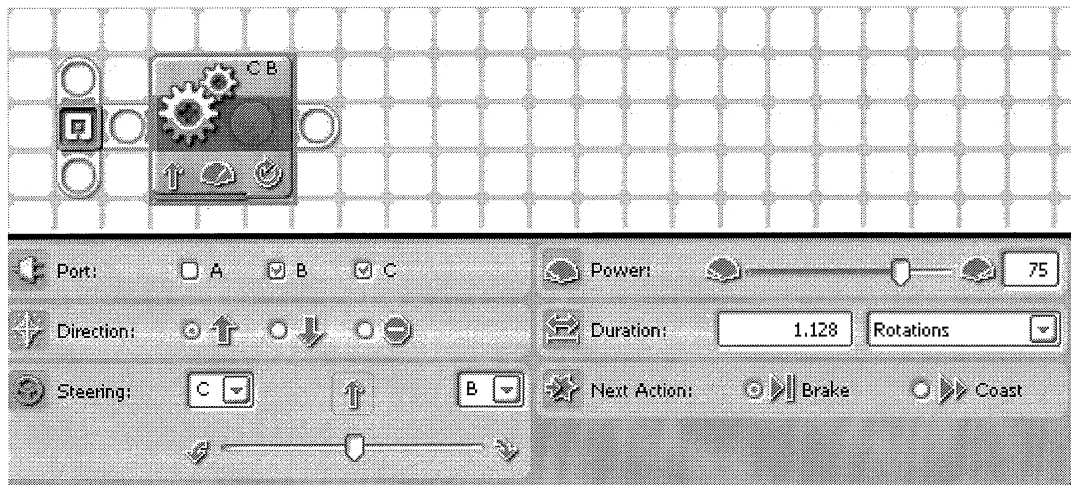 C B
Port: A B C
Power: 75
Direction:
Duration: 1.128 Rotations
Steering: C B
Next Action: Brake Coast